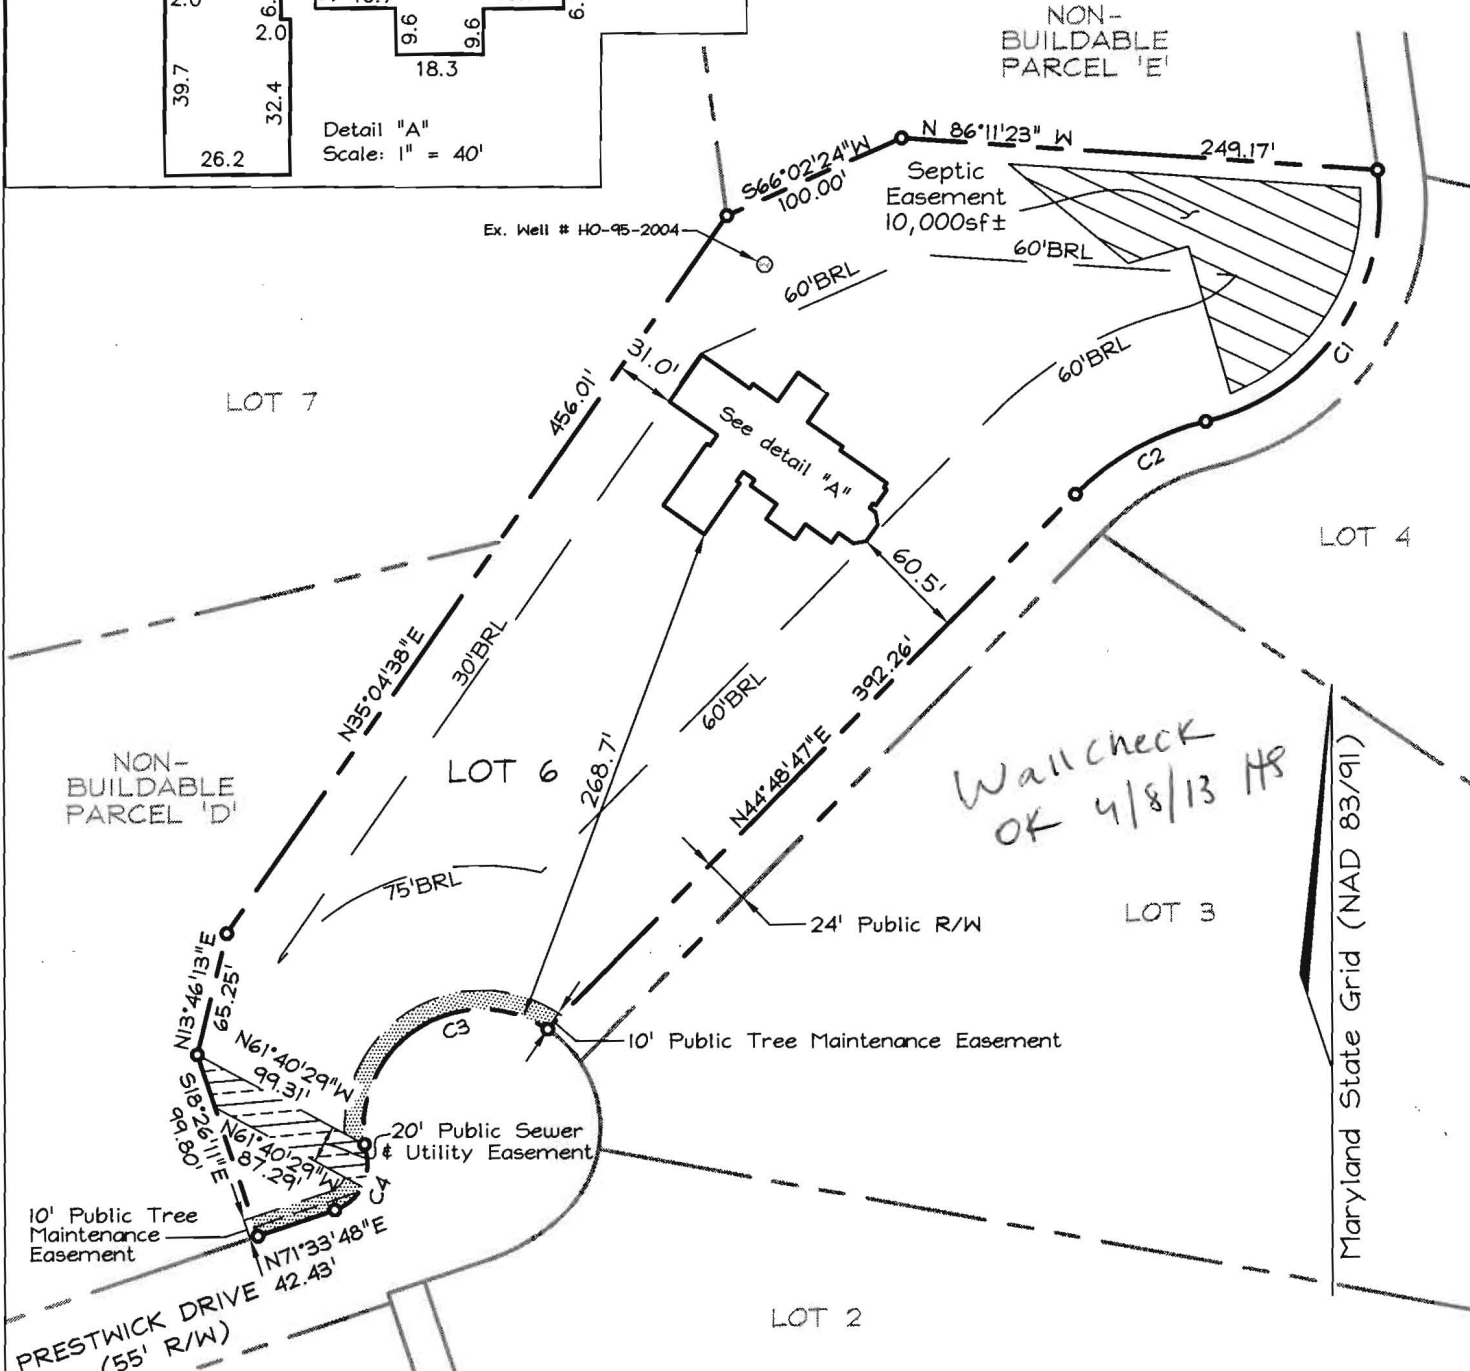 2.0
6.
2.0
39.7
32.4
26.2
9.6
9.6
18.3
6.
Detail "A"
Scale: 1" = 40'
NON-
BUILDABLE
PARCEL 'E'
N 86°11'23" W
249.17'
S66°02'24"W
100.00'
Septic
Easement
10,000sf±
Ex. Well # HO-95-2004
W
60'BRL
60'BRL
60'BRL
C1
C2
31.0'
See detail "A"
456.01'
LOT 7
LOT 4
60.5'
392.26'
N35°04'38"E
30'BRL
60'BRL
N44°48'47"E
268.7'
LOT 6
NON-
BUILDABLE
PARCEL 'D'
Wall check
OK 4/8/13 HS
Maryland State Grid (NAD 83/91)
75'BRL
24' Public R/W
LOT 3
N13°46'13"E
65.25'
C3
10' Public Tree Maintenance Easement
N61°40'29"W
99.31'
S18°26'11"E
99.80'
N61°40'29"W
87.29'
20' Public Sewer
& Utility Easement
C4
10' Public Tree
Maintenance
Easement
N71°33'48"E
42.43'
PRESTWICK DRIVE
(55' R/W)
LOT 2